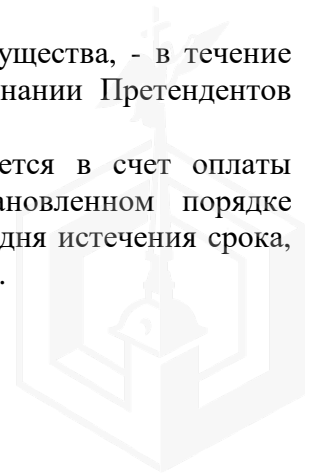 ущества, - в течение
нании Претендентов
ется в счет оплаты
ановленном порядке
дня истечения срока,
.